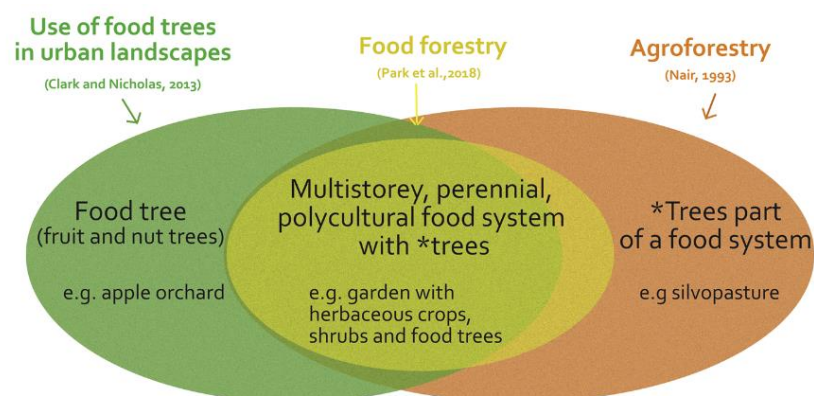 Use of food trees
in urban landscapes
(Clark and Nicholas, 2013)
Food forestry
(Park et al.,2018)
Agroforestry
(Nair, 1993)
Food tree
(fruit and nut trees)
e.g. apple orchard
Multistorey, perennial,
polycultural food system
with *trees
e.g. garden with
herbaceous crops,
shrubs and food trees
*Trees part
of a food system
e.g silvopasture